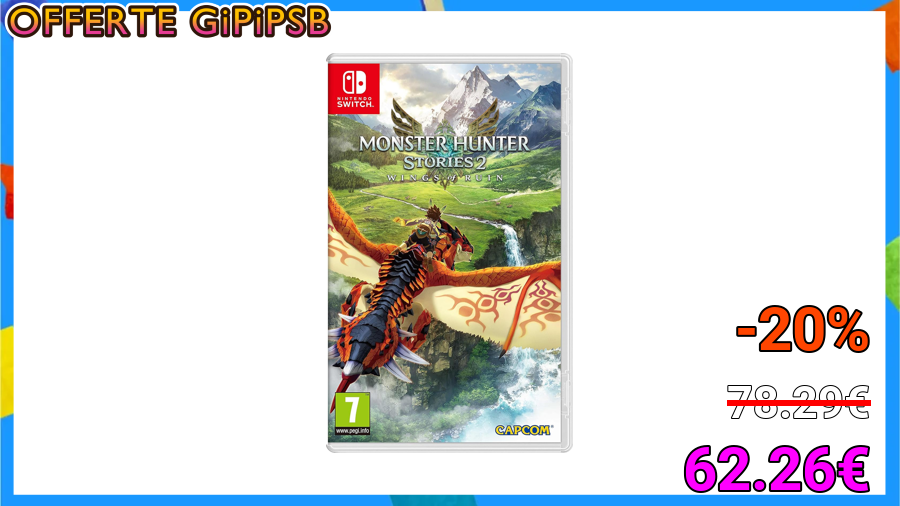 OFFERTE GiPiPSB
NINTENDO
SWITCH.
MONSTER HUNTER
STORIES 2
WINGS of RUIN
-20%
78.29€
7
www.pegi.info
CAPCOM
62.26€